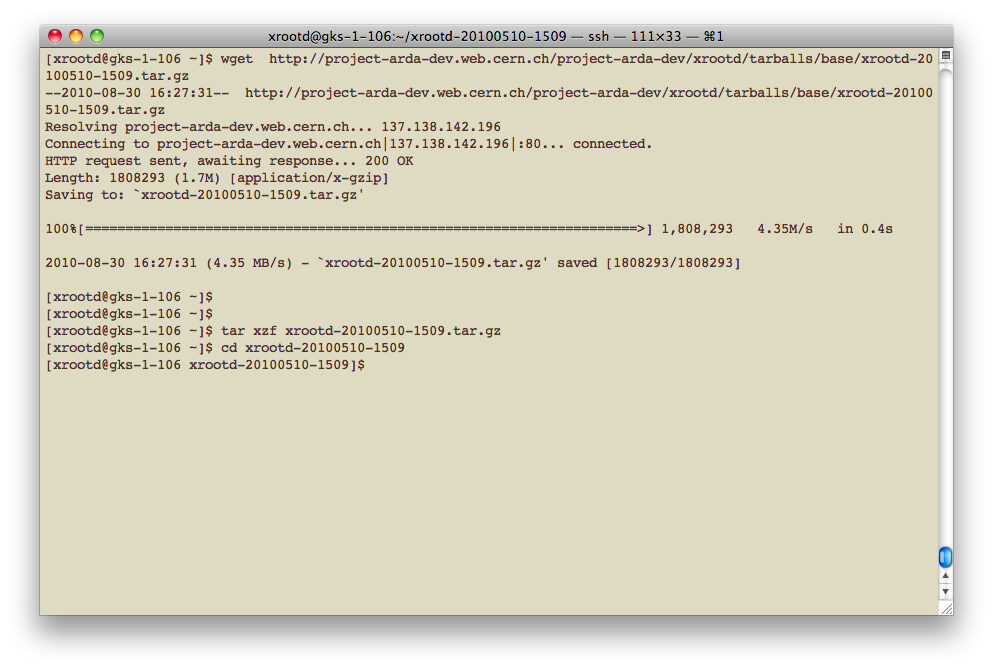 xrootd@gks-1-106:~/xrootd-20100510-1509 — ssh — 111×33 — ⌘1
[xrootd@gks-1-106 ~]$ wget  http://project-arda-dev.web.cern.ch/project-arda-dev/xrootd/tarballs/base/xrootd-20
100510-1509.tar.gz
--2010-08-30 16:27:31--  http://project-arda-dev.web.cern.ch/project-arda-dev/xrootd/tarballs/base/xrootd-20100
510-1509.tar.gz
Resolving project-arda-dev.web.cern.ch... 137.138.142.196
Connecting to project-arda-dev.web.cern.ch|137.138.142.196|:80... connected.
HTTP request sent, awaiting response... 200 OK
Length: 1808293 (1.7M) [application/x-gzip]
Saving to: `xrootd-20100510-1509.tar.gz'
100%[=====================================================================>] 1,808,293   4.35M/s   in 0.4s
2010-08-30 16:27:31 (4.35 MB/s) - `xrootd-20100510-1509.tar.gz' saved [1808293/1808293]
[xrootd@gks-1-106 ~]$
[xrootd@gks-1-106 ~]$
[xrootd@gks-1-106 ~]$ tar xzf xrootd-20100510-1509.tar.gz
[xrootd@gks-1-106 ~]$ cd xrootd-20100510-1509
[xrootd@gks-1-106 xrootd-20100510-1509]$